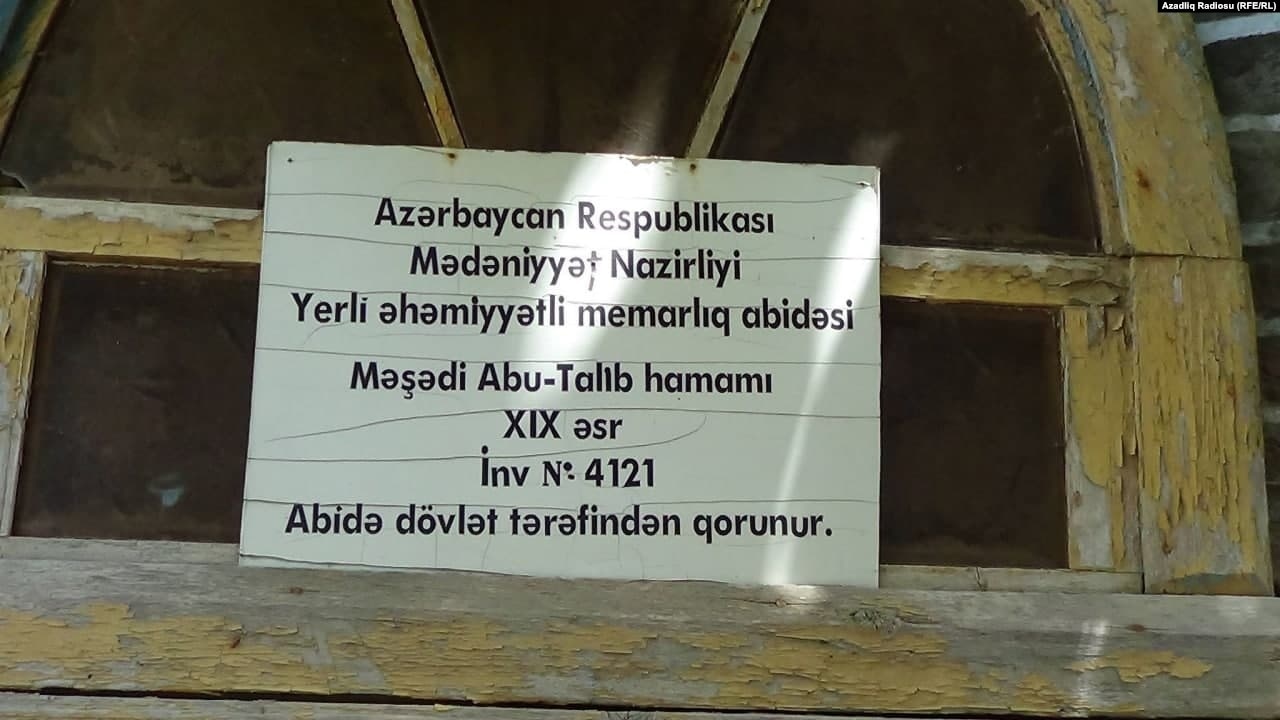 Azadlıq Radiosu (RFE/RL)
Azərbaycan Respublikası
Mədəniyyət Nazirliyi
Yerli əhəmiyyətli memarlıq abidəsi
Məşədi Abu-Talıb hamamı
XIX əsr
İnv №: 4121
Abidə dövlət tərəfindən qorunur.